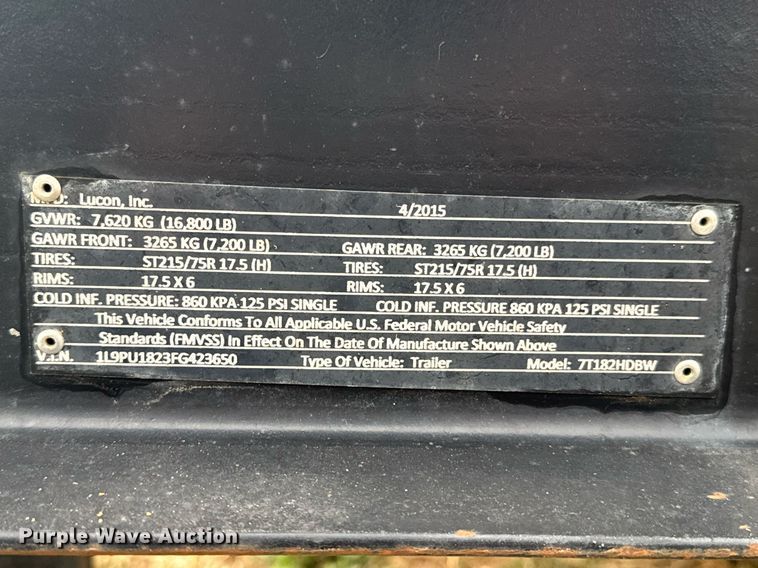 MFD: Lucon, Inc. 4/2015
GVWR: 7,620 KG (16,800 LB)
GAWR FRONT: 3265 KG (7,200 LB) GAWR REAR: 3265 KG (7,200 LB)
TIRES: ST215/75R 17.5 (H) TIRES: ST215/75R 17.5 (H)
RIMS: 17.5 X 6 RIMS: 17.5 X 6
COLD INF. PRESSURE: 860 KPA 125 PSI SINGLE COLD INF. PRESSURE 860 KPA 125 PSI SINGLE
This Vehicle Conforms To All Applicable U.S. Federal Motor Vehicle Safety
Standards (FMVSS) In Effect On The Date Of Manufacture Shown Above
V.I.N. 1L9PU1823FG423650 Type Of Vehicle: Trailer Model: 7T182HDBW
Purple Wave Auction